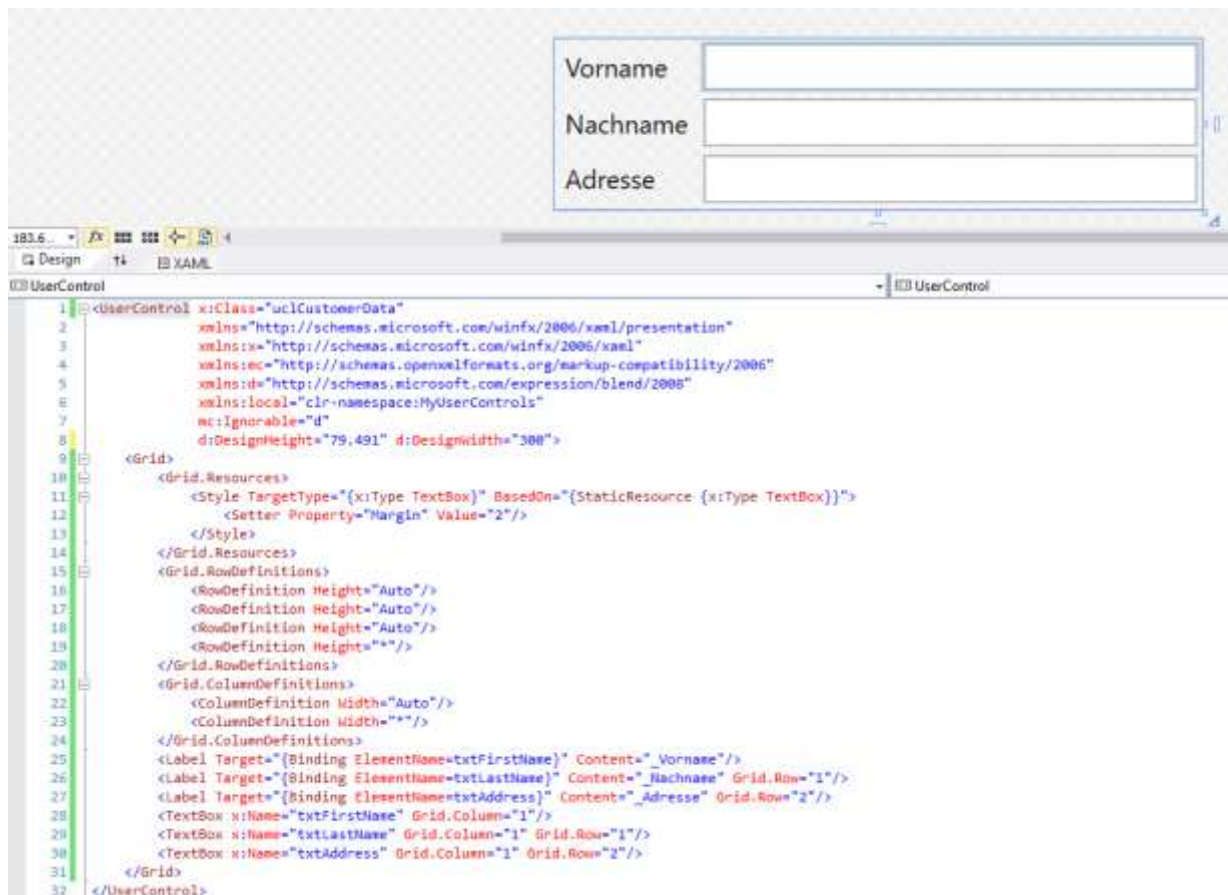 Vorname
Nachname
Adresse
183.6...
Design
XAML
UserControl
UserControl
1 <UserControl x:Class="uclCustomerData"
2 xmlns="http://schemas.microsoft.com/winfx/2006/xaml/presentation"
3 xmlns:x="http://schemas.microsoft.com/winfx/2006/xaml"
4 xmlns:mc="http://schemas.openxmlformats.org/markup-compatibility/2006"
5 xmlns:d="http://schemas.microsoft.com/expression/blend/2008"
6 xmlns:local="clr-namespace:MyUserControls"
7 mc:Ignorable="d"
8 d:DesignHeight="79.491" d:DesignWidth="300">
9 <Grid>
10 <Grid.Resources>
11 <Style TargetType="{x:Type TextBox}" BasedOn="{StaticResource {x:Type TextBox}}">
12 <Setter Property="Margin" Value="2"/>
13 </Style>
14 </Grid.Resources>
15 <Grid.RowDefinitions>
16 <RowDefinition Height="Auto"/>
17 <RowDefinition Height="Auto"/>
18 <RowDefinition Height="Auto"/>
19 <RowDefinition Height="*"/>
20 </Grid.RowDefinitions>
21 <Grid.ColumnDefinitions>
22 <ColumnDefinition Width="Auto"/>
23 <ColumnDefinition Width="*"/>
24 </Grid.ColumnDefinitions>
25 <Label Target="{Binding ElementName=txtFirstName}" Content="_Vorname"/>
26 <Label Target="{Binding ElementName=txtLastName}" Content="_Nachname" Grid.Row="1"/>
27 <Label Target="{Binding ElementName=txtAddress}" Content="_Adresse" Grid.Row="2"/>
28 <TextBox x:Name="txtFirstName" Grid.Column="1"/>
29 <TextBox x:Name="txtLastName" Grid.Column="1" Grid.Row="1"/>
30 <TextBox x:Name="txtAddress" Grid.Column="1" Grid.Row="2"/>
31 </Grid>
32 </UserControl>